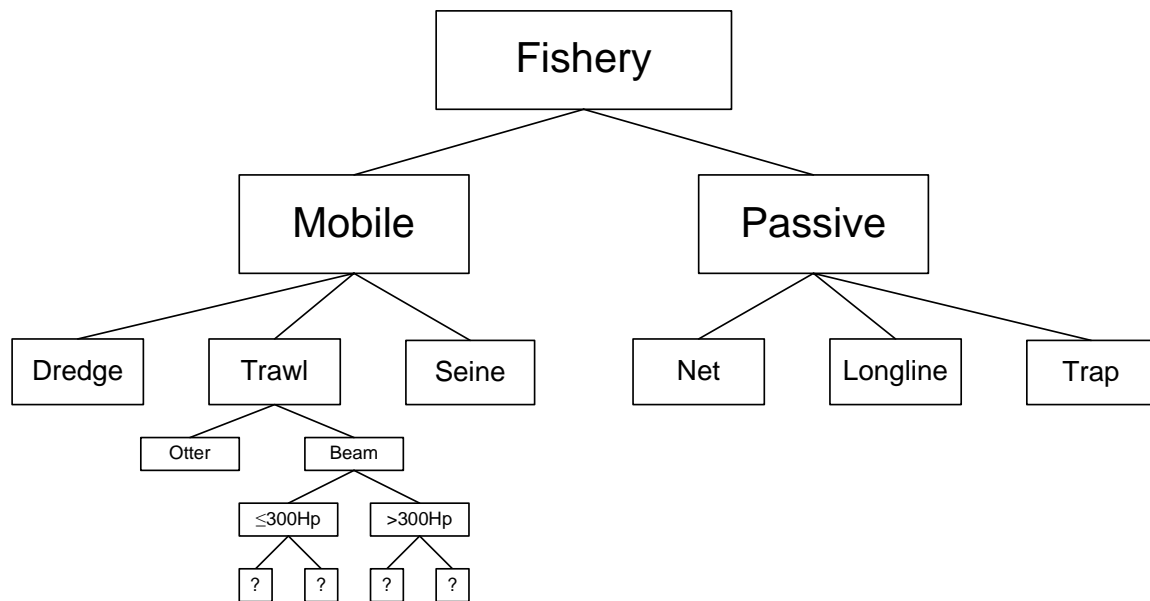 Fishery
Mobile
Passive
Dredge
Trawl
Seine
Net
Longline
Trap
Otter
Beam
≤300Hp
>300Hp
?
?
?
?